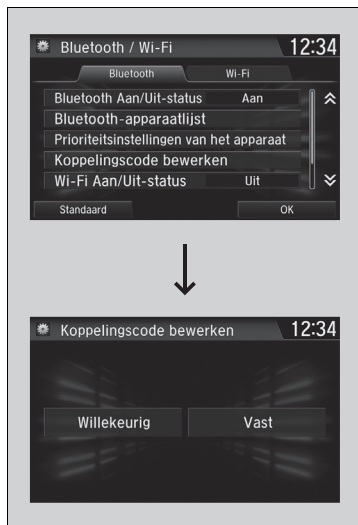 Bluetooth / Wi-Fi 12:34
Bluetooth Wi-Fi
Bluetooth Aan/Uit-status Aan
Bluetooth-apparaatlijst
Prioriteitsinstellingen van het apparaat
Koppelingscode bewerken
Wi-Fi Aan/Uit-status Uit
Standaard OK
Koppelingscode bewerken 12:34
Willekeurig Vast